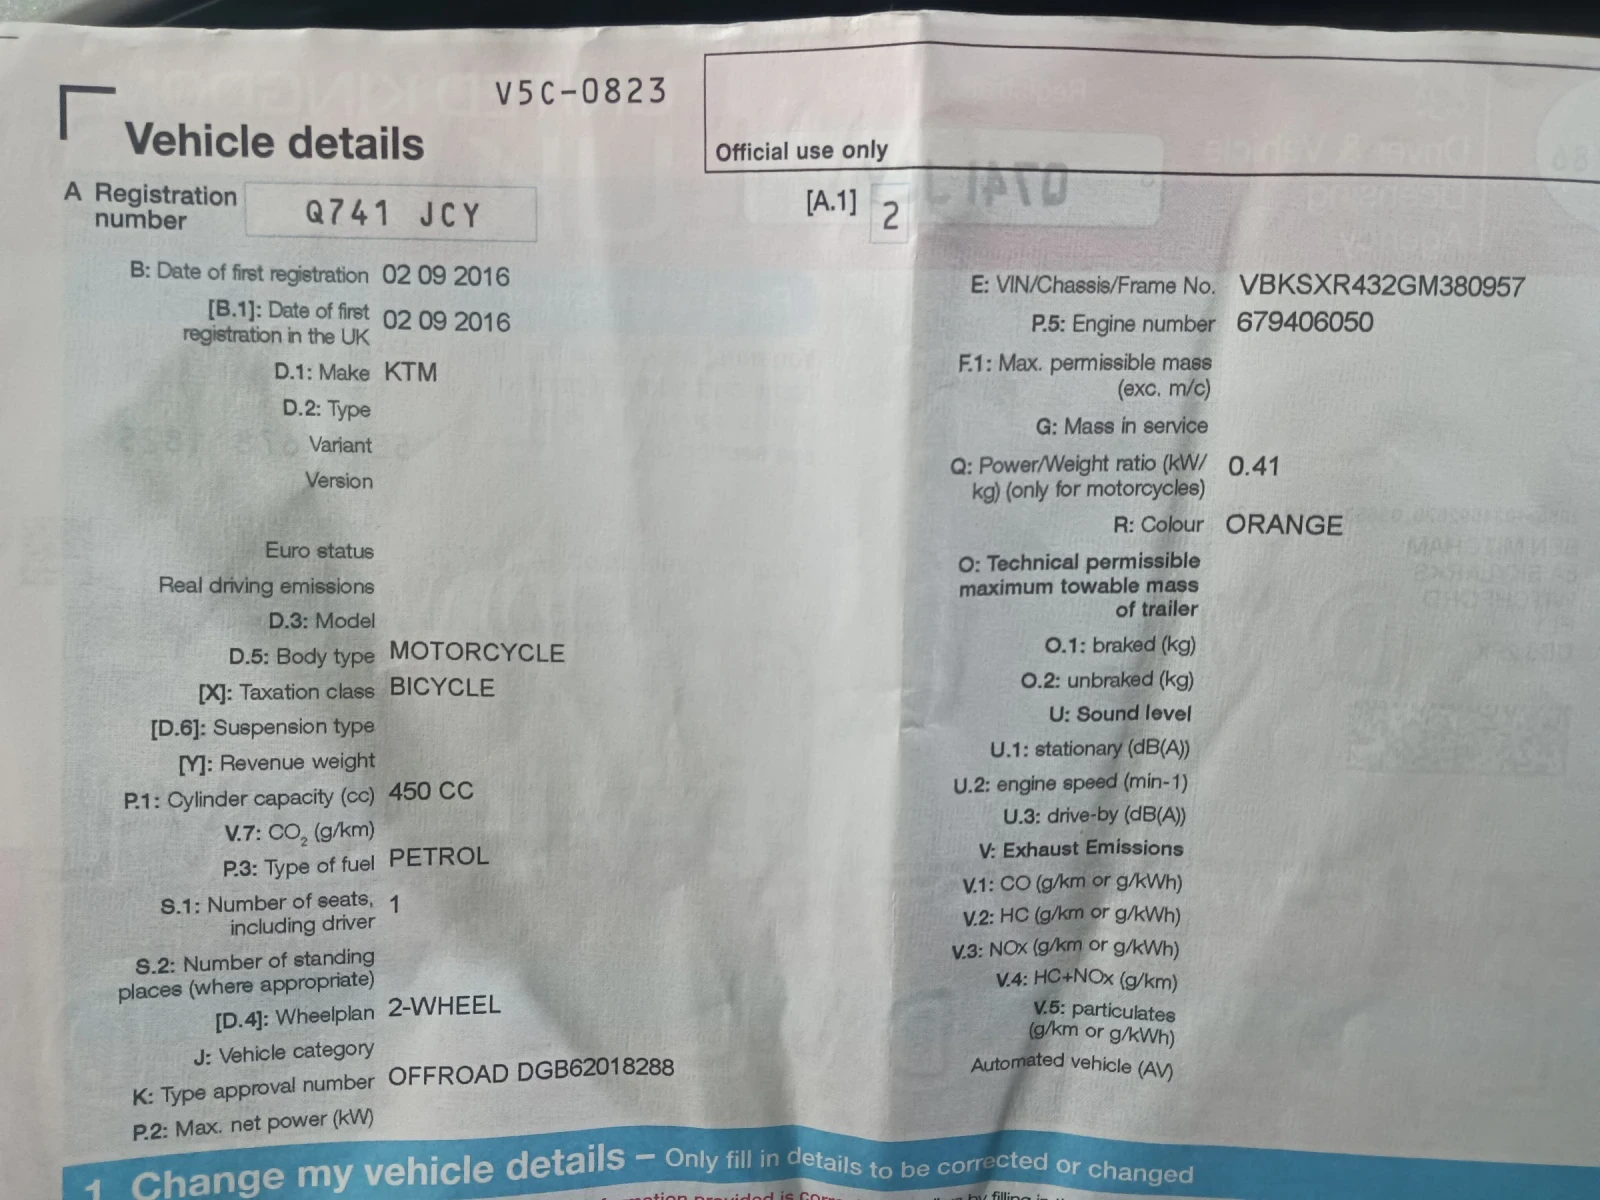 V5C-0823
Vehicle details
Official use only
A Registration number Q741 JCY
[A.1] 2
B: Date of first registration 02 09 2016
[B.1]: Date of first registration in the UK 02 09 2016
D.1: Make KTM
D.2: Type
Variant
Version
Euro status
Real driving emissions
D.3: Model
D.5: Body type MOTORCYCLE
[X]: Taxation class BICYCLE
[D.6]: Suspension type
[Y]: Revenue weight
P.1: Cylinder capacity (cc) 450 CC
V.7: CO2 (g/km)
P.3: Type of fuel PETROL
S.1: Number of seats, including driver 1
S.2: Number of standing places (where appropriate)
[D.4]: Wheelplan 2-WHEEL
J: Vehicle category
K: Type approval number OFFROAD DGB62018288
P.2: Max. net power (kW)
E: VIN/Chassis/Frame No. VBKSXR432GM380957
P.5: Engine number 679406050
F.1: Max. permissible mass (exc. m/c)
G: Mass in service
Q: Power/Weight ratio (kW/kg) (only for motorcycles) 0.41
R: Colour ORANGE
O: Technical permissible maximum towable mass of trailer
O.1: braked (kg)
O.2: unbraked (kg)
U: Sound level
U.1: stationary (dB(A))
U.2: engine speed (min-1)
U.3: drive-by (dB(A))
V: Exhaust Emissions
V.1: CO (g/km or g/kWh)
V.2: HC (g/km or g/kWh)
V.3: NOx (g/km or g/kWh)
V.4: HC+NOx (g/km)
V.5: particulates (g/km or g/kWh)
Automated vehicle (AV)
1 Change my vehicle details – Only fill in details to be corrected or changed